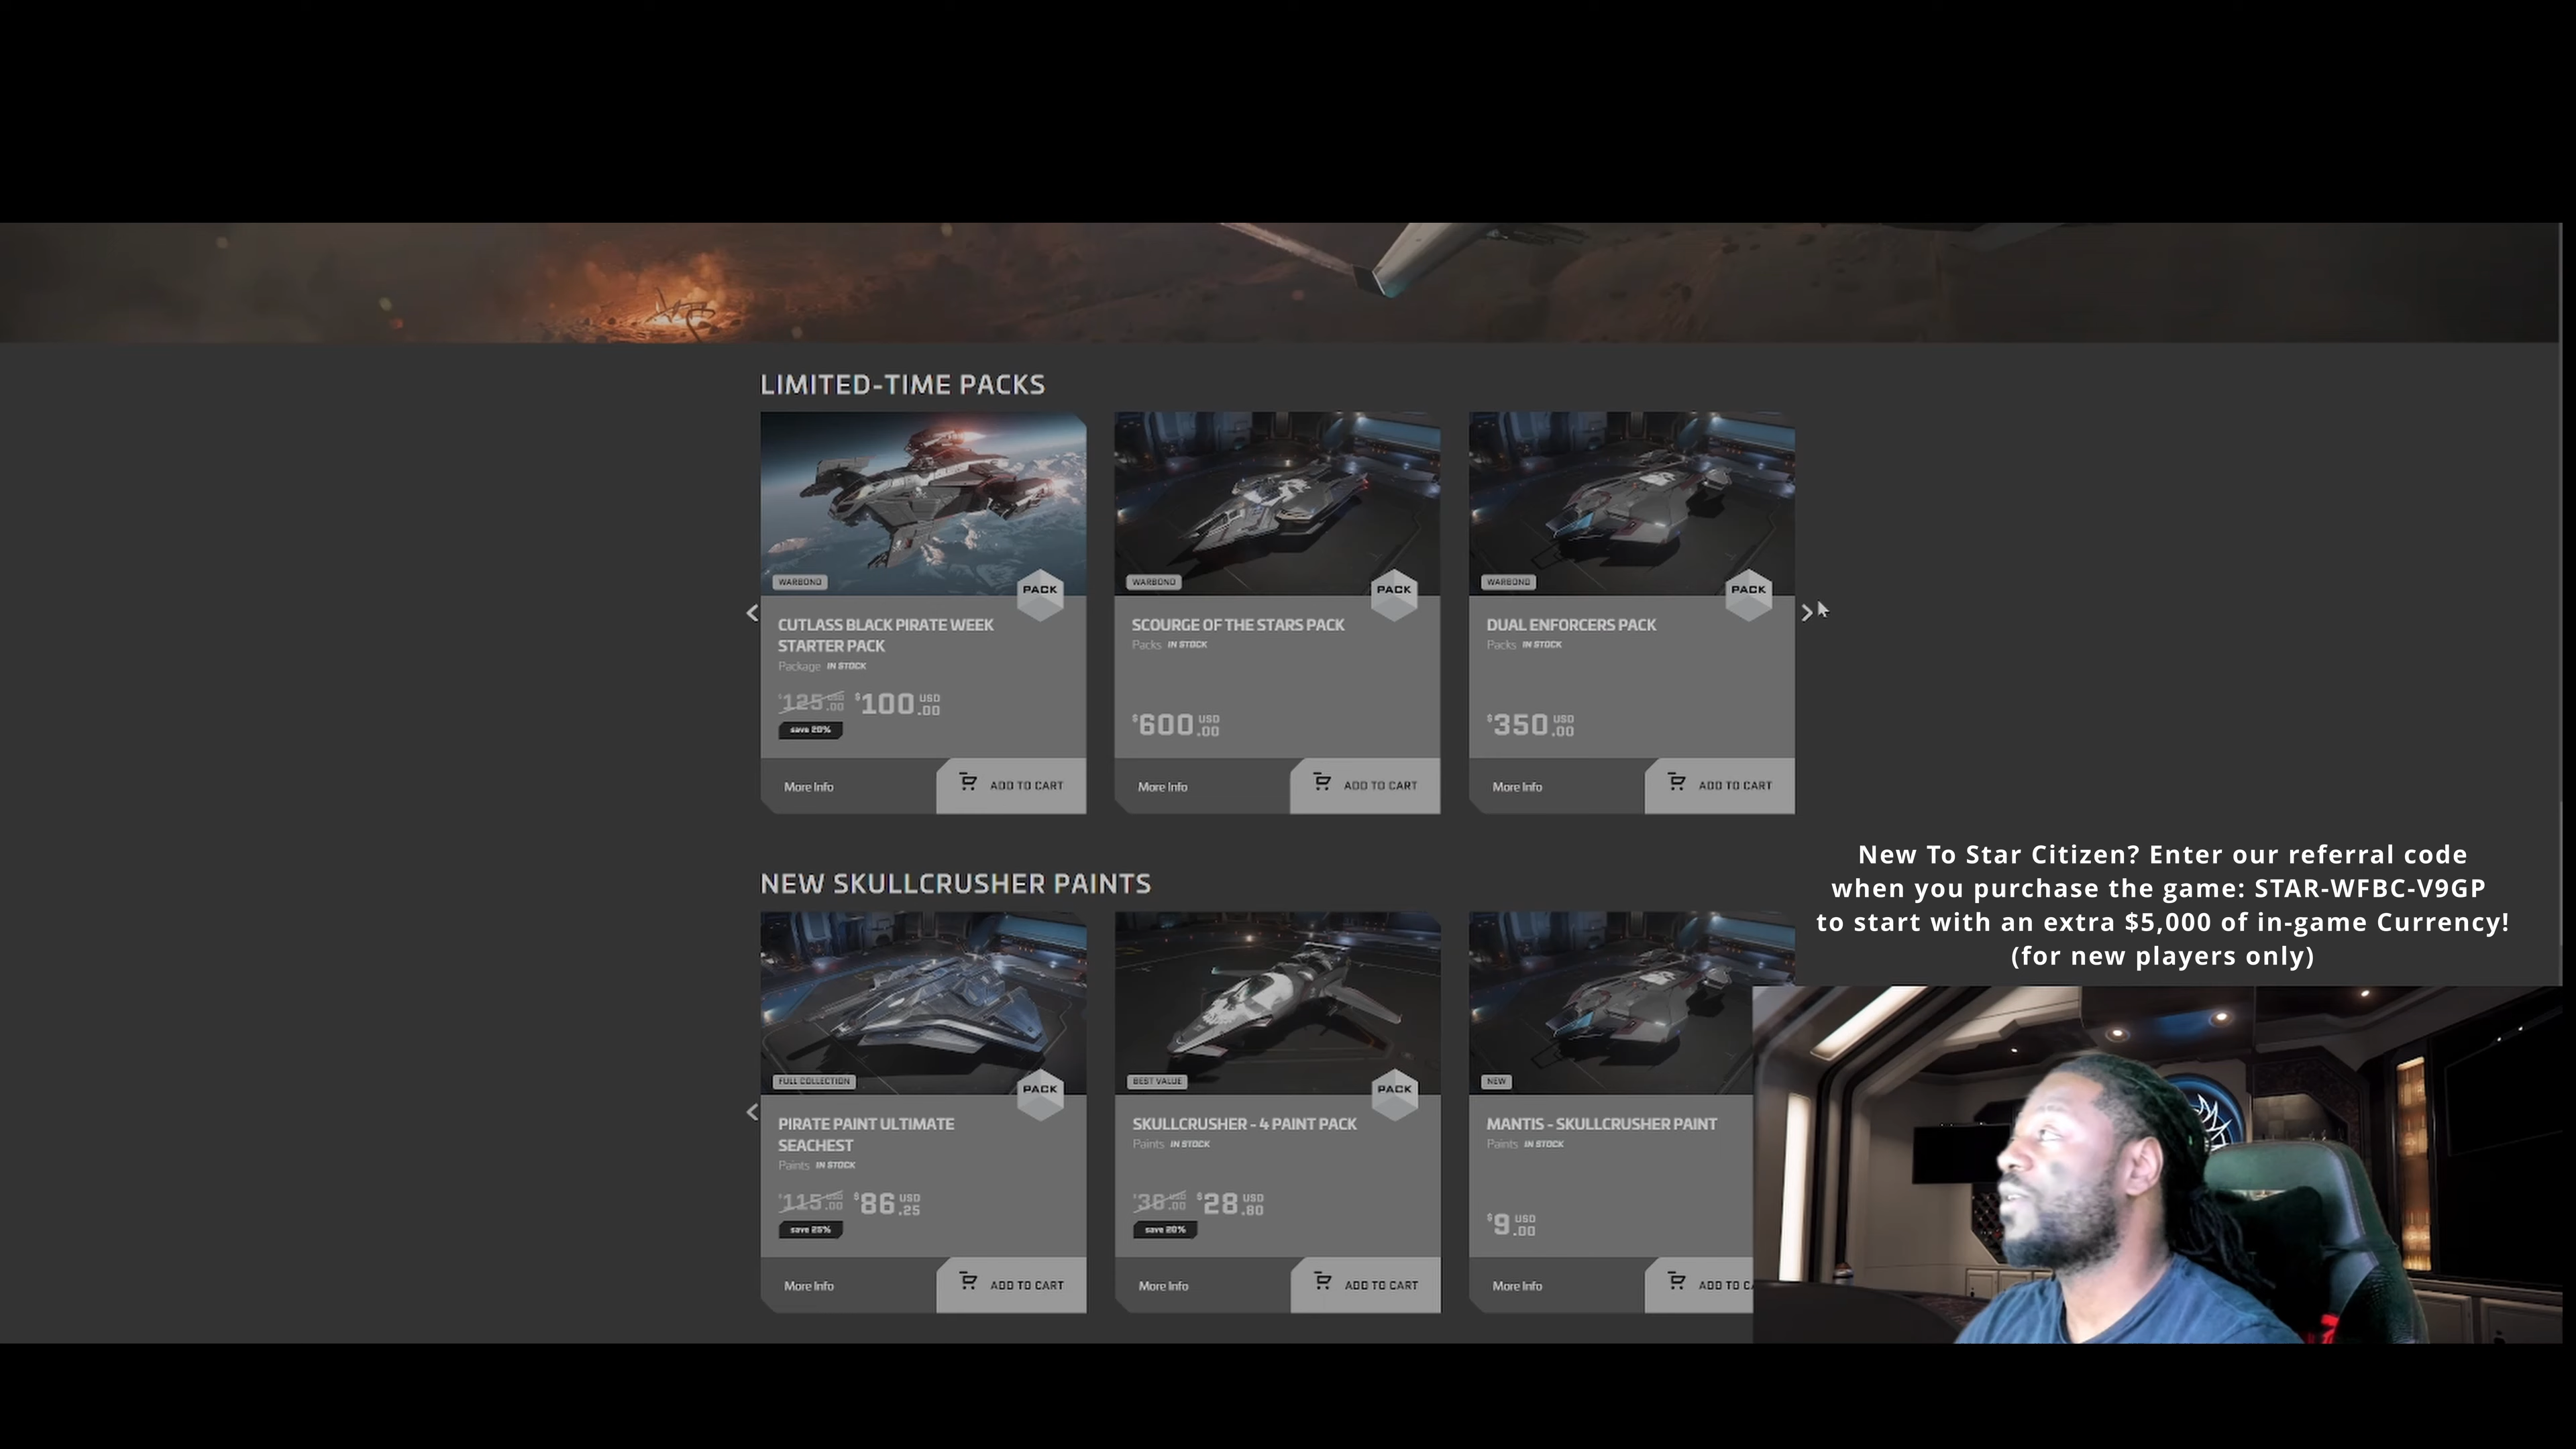 LIMITED-TIME PACKS
WARBOND
PACK
CUTLASS BLACK PIRATE WEEK
STARTER PACK
Package IN STOCK
$125.00 USD $100.00 USD
save 20%
More Info
ADD TO CART
WARBOND
PACK
SCOURGE OF THE STARS PACK
Packs IN STOCK
$600.00 USD
More Info
ADD TO CART
WARBOND
PACK
DUAL ENFORCERS PACK
Packs IN STOCK
$350.00 USD
More Info
ADD TO CART
NEW SKULLCRUSHER PAINTS
FULL COLLECTION
PACK
PIRATE PAINT ULTIMATE
SEACHEST
Paints IN STOCK
$115.00 USD $86.25 USD
save 25%
More Info
ADD TO CART
BEST VALUE
PACK
SKULLCRUSHER - 4 PAINT PACK
Paints IN STOCK
$36.00 USD $28.80 USD
save 20%
More Info
ADD TO CART
NEW
MANTIS - SKULLCRUSHER PAINT
Paints IN STOCK
$9.00 USD
More Info
ADD TO CA
New To Star Citizen? Enter our referral code
when you purchase the game: STAR-WFBC-V9GP
to start with an extra $5,000 of in-game Currency!
(for new players only)